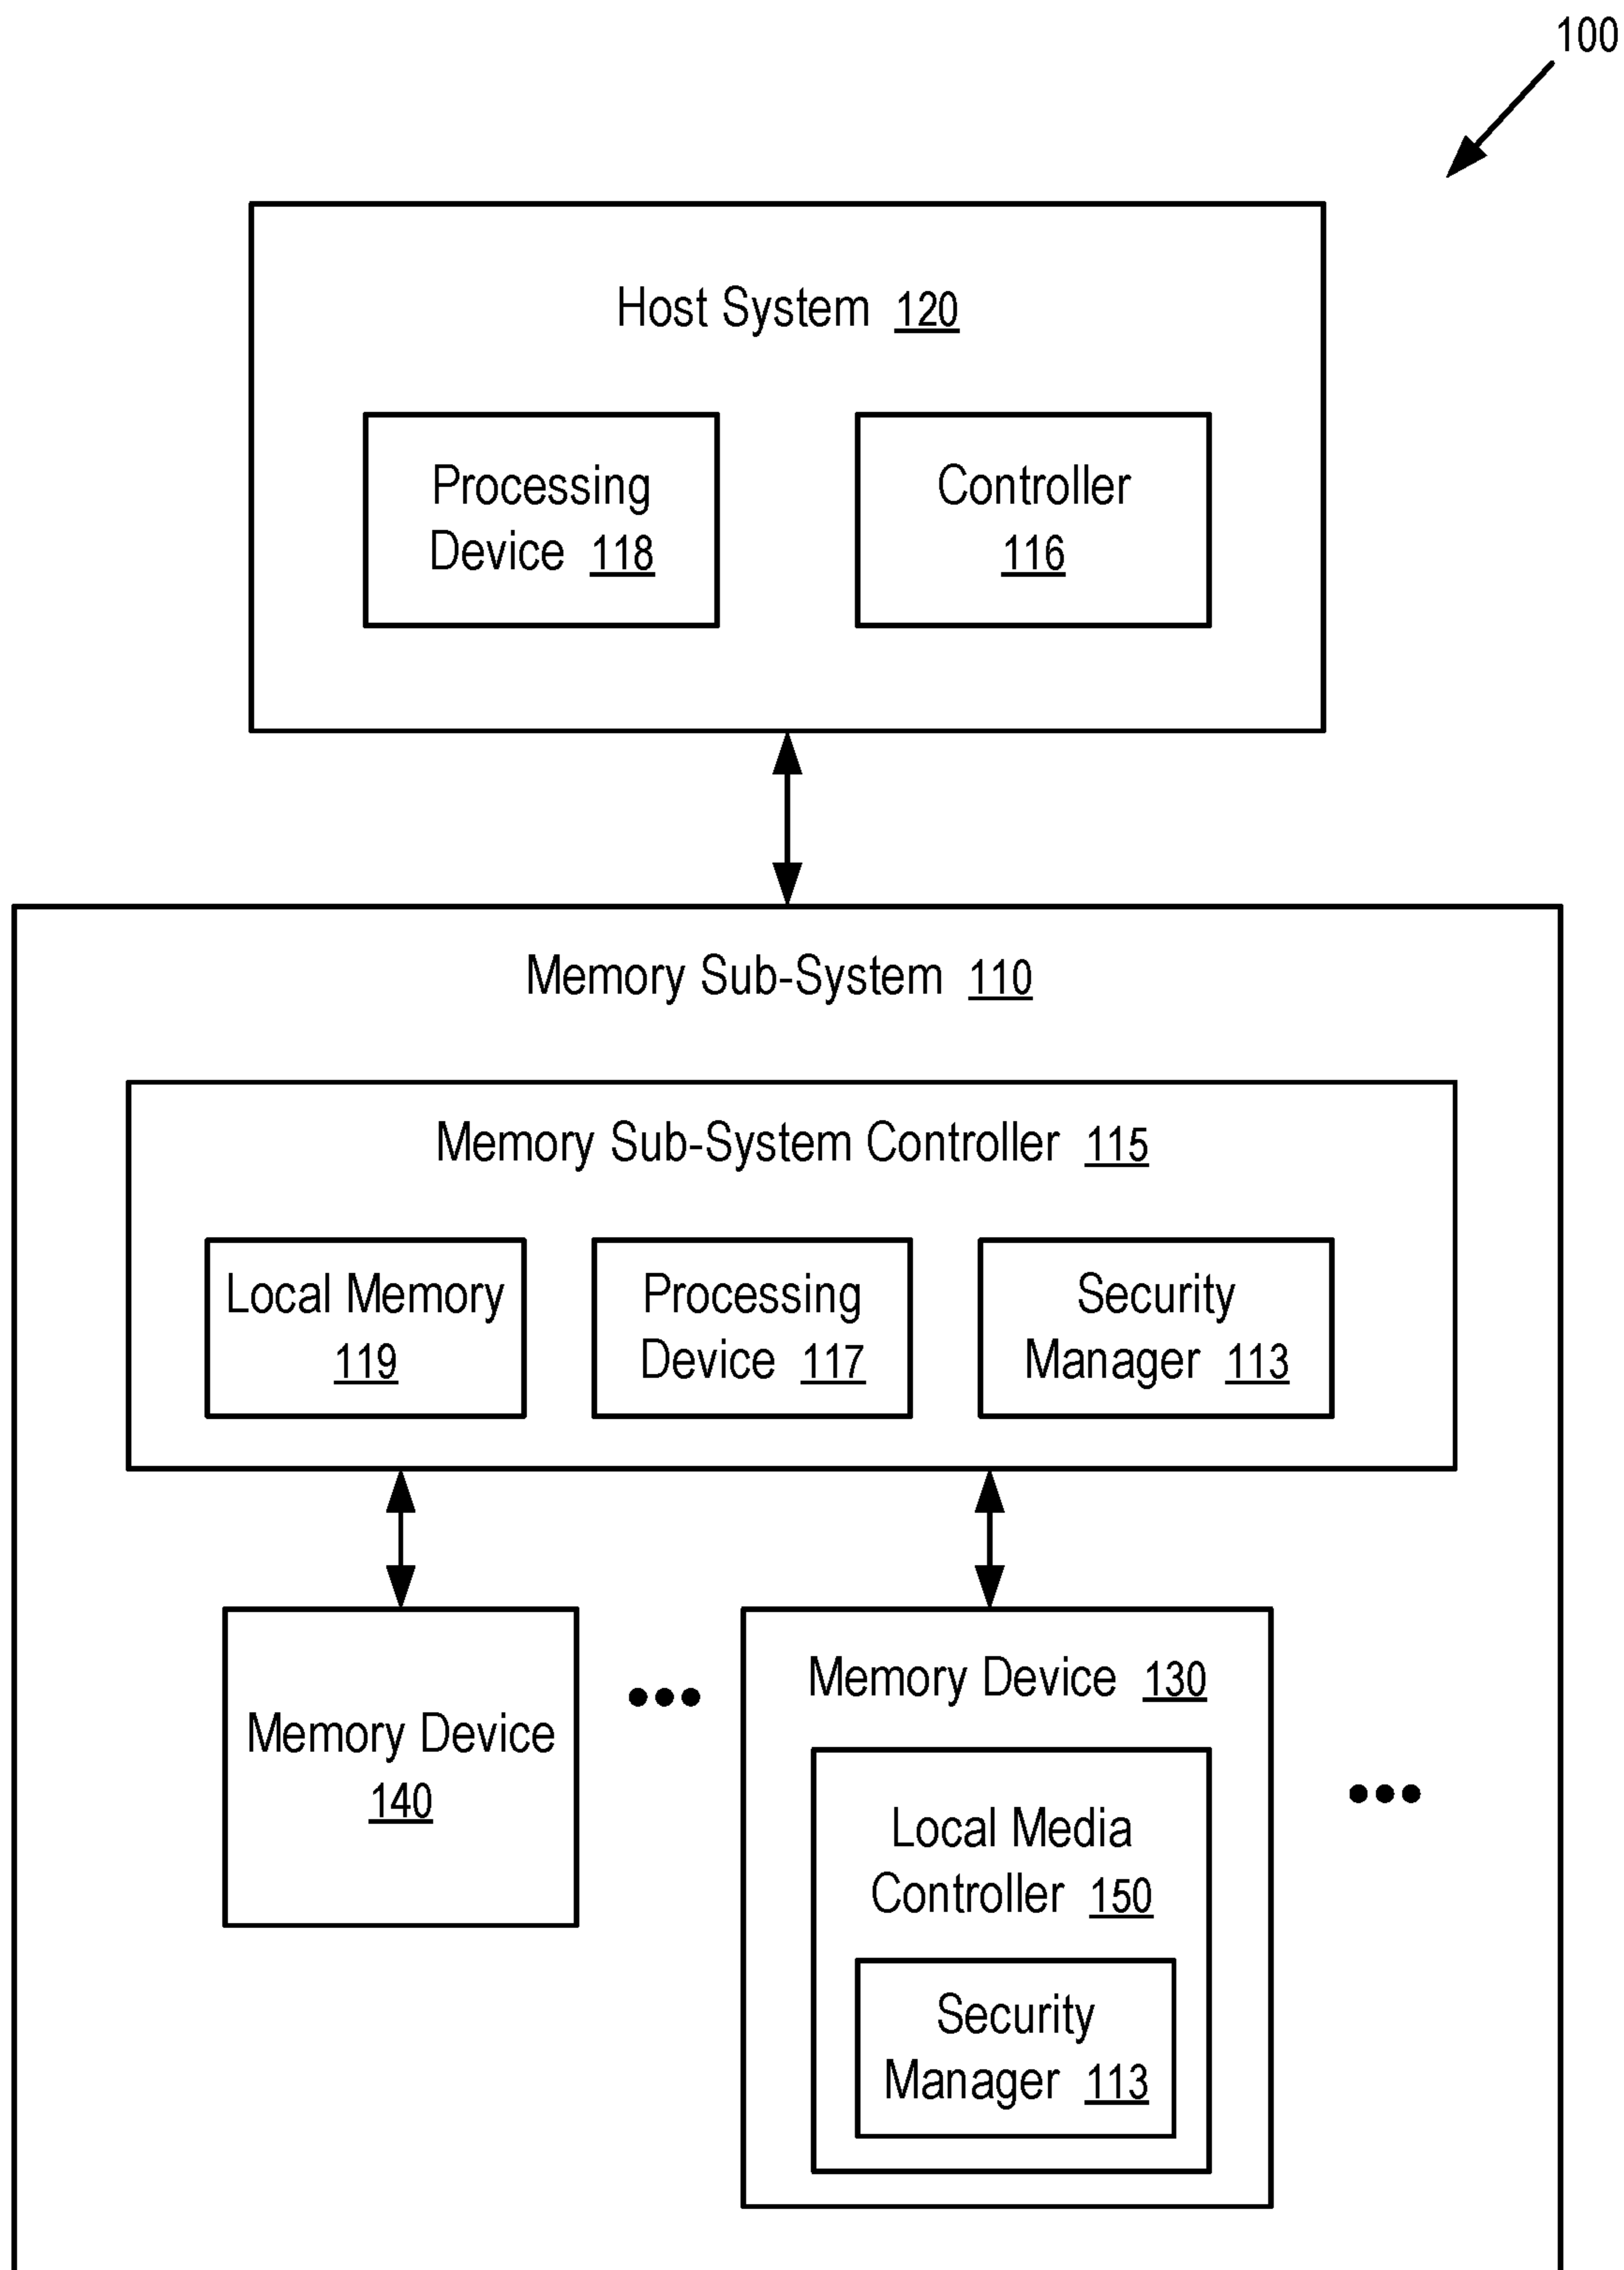 100
Host System 120
Processing
Device 118
Controller
116
Memory Sub-System 110
Memory Sub-System Controller 115
Local Memory
119
Processing
Device 117
Security
Manager 113
Memory Device
140
Memory Device 130
Local Media
Controller 150
Security
Manager 113